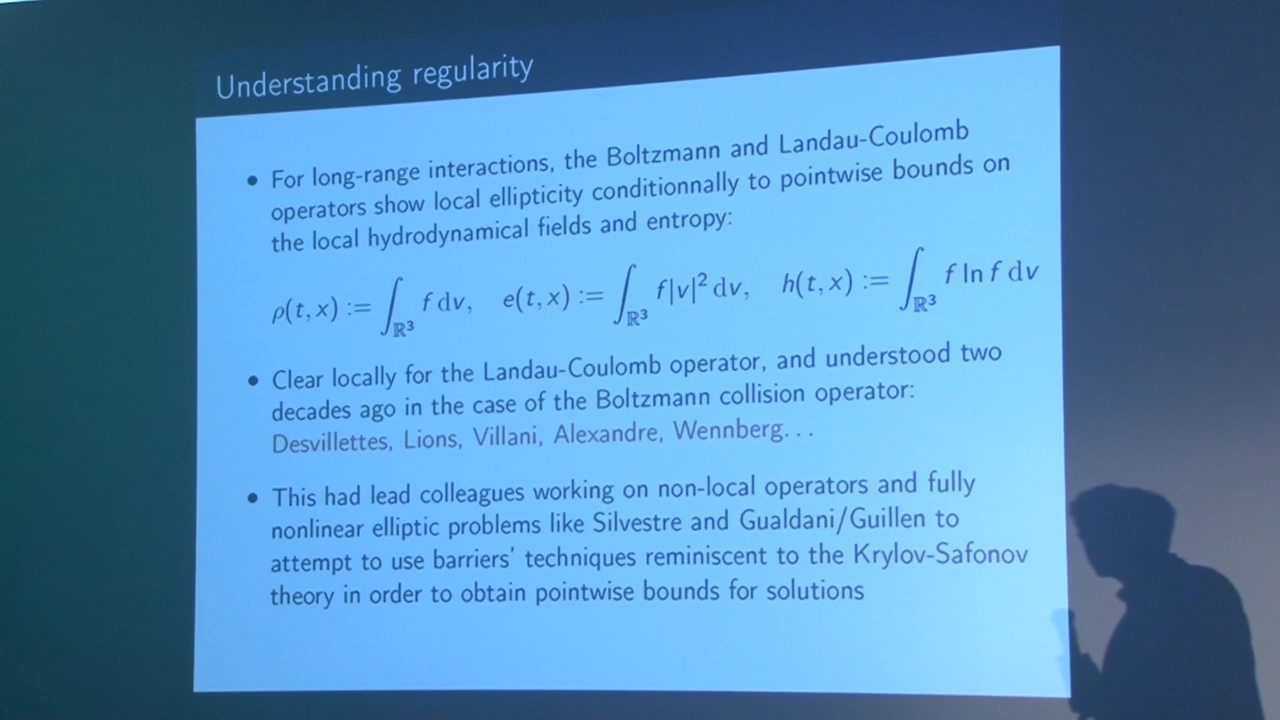 Understanding regularity
• For long-range interactions, the Boltzmann and Landau-Coulomb
operators show local ellipticity conditionnally to pointwise bounds on
the local hydrodynamical fields and entropy:
ρ(t, x) := ∫_{ℝ³} f dv, e(t, x) := ∫_{ℝ³} f|v|² dv, h(t, x) := ∫_{ℝ³} f ln f dv
• Clear locally for the Landau-Coulomb operator, and understood two
decades ago in the case of the Boltzmann collision operator:
Desvillettes, Lions, Villani, Alexandre, Wennberg. . .
• This had lead colleagues working on non-local operators and fully
nonlinear elliptic problems like Silvestre and Gualdani/Guillen to
attempt to use barriers' techniques reminiscent to the Krylov-Safonov
theory in order to obtain pointwise bounds for solutions